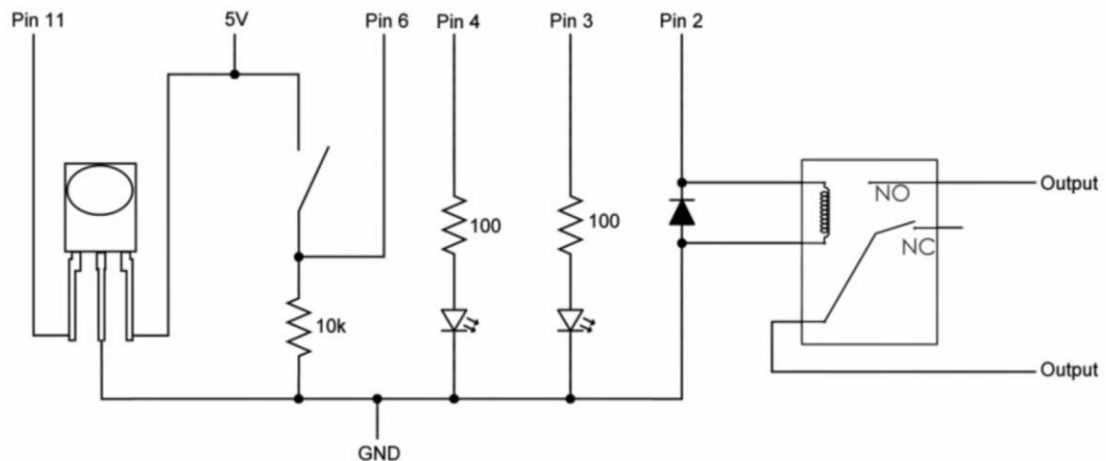 Pin 11
5V
Pin 6
Pin 4
Pin 3
Pin 2
NO
Output
100
100
NC
10k
Output
GND